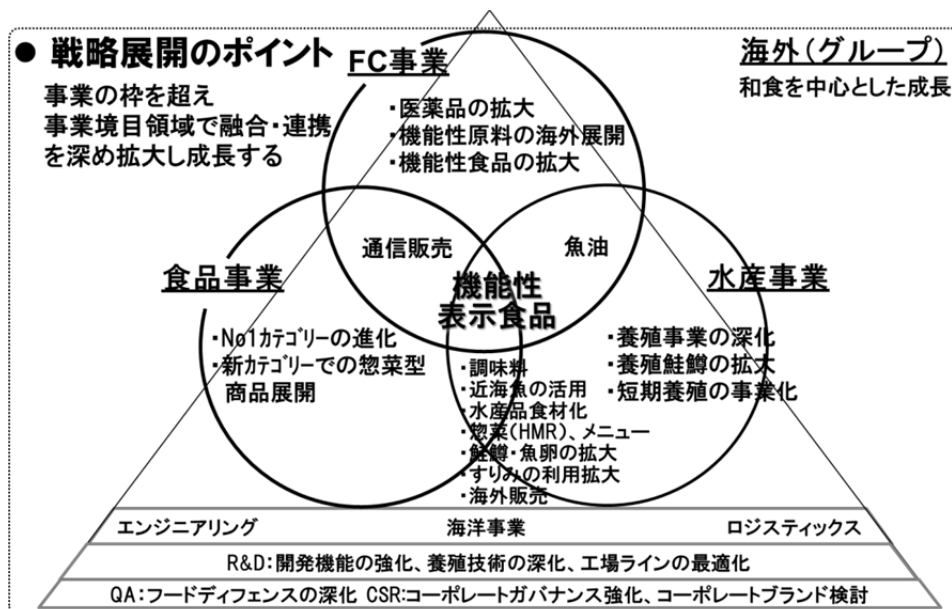 ● 戦略展開のポイント
事業の枠を超え
事業境目領域で融合・連携
を深め拡大し成長する
海外(グループ)
和食を中心とした成長
FC事業
・医薬品の拡大
・機能性原料の海外展開
・機能性食品の拡大
通信販売
魚油
機能性
表示食品
食品事業
・No1ｶﾃｺﾞﾘｰの進化
・新ｶﾃｺﾞﾘｰでの惣菜型
商品展開
水産事業
・養殖事業の深化
・養殖鮭鱒の拡大
・短期養殖の事業化
・調味料
・近海魚の活用
・水産品食材化
・惣菜(HMR)、メニュー
・鮭鱒・魚卵の拡大
・すりみの利用拡大
・海外販売
エンジニアリング 海洋事業 ロジスティックス
R&D:開発機能の強化、養殖技術の深化、工場ラインの最適化
QA:フードディフェンスの深化 CSR:コーポレートガバナンス強化、コーポレートブランド検討